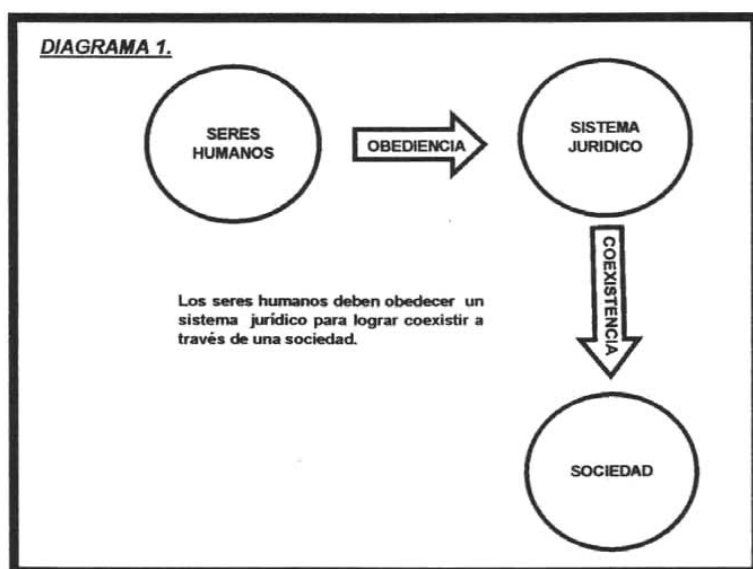 DIAGRAMA 1.
SERES
HUMANOS
OBEDIENCIA
SISTEMA
JURIDICO
COEXISTENCIA
Los seres humanos deben obedecer un
sistema jurídico para lograr coexistir a
través de una sociedad.
SOCIEDAD